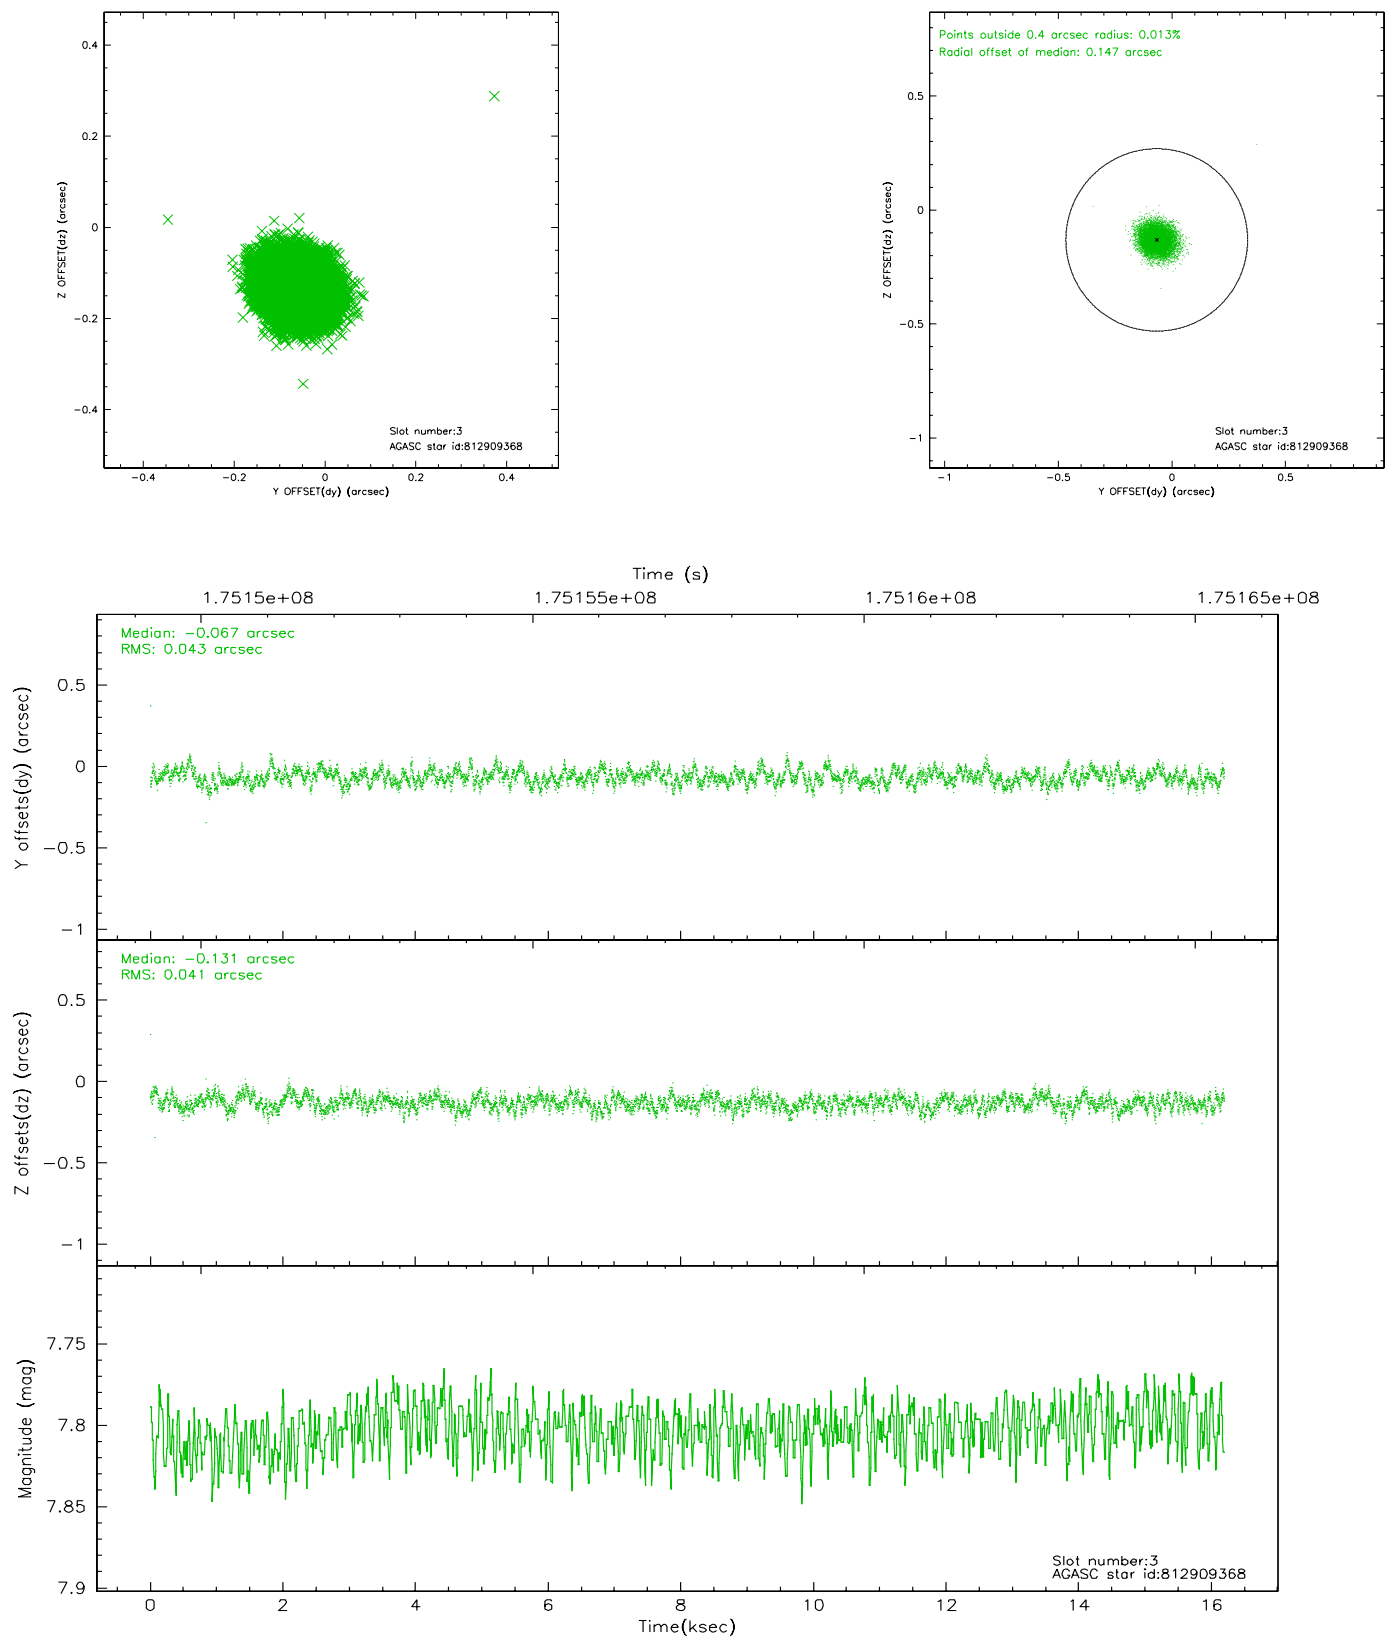 0.4
0.2
0
−0.2
−0.4
Z OFFSET(dz) (arcsec)
Slot number:3
AGASC star id:812909368
−0.4 −0.2 0 0.2 0.4
Y OFFSET(dy) (arcsec)
Points outside 0.4 arcsec radius: 0.013%
Radial offset of median: 0.147 arcsec
0.5
0
−0.5
−1
Z OFFSET(dz) (arcsec)
Slot number:3
AGASC star id:812909368
−1 −0.5 0 0.5
Y OFFSET(dy) (arcsec)
Time (s)
1.7515e+08 1.75155e+08 1.7516e+08 1.75165e+08
Median: −0.067 arcsec
RMS: 0.043 arcsec
0.5
0
−0.5
−1
Y offsets(dy) (arcsec)
Median: −0.131 arcsec
RMS: 0.041 arcsec
0.5
0
−0.5
−1
Z offsets(dz) (arcsec)
7.75
7.8
7.85
7.9
Magnitude (mag)
Slot number:3
AGASC star id:812909368
0 2 4 6 8 10 12 14 16
Time(ksec)